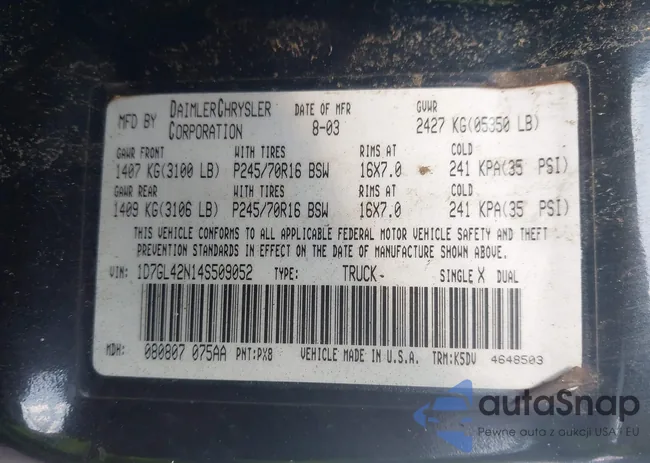 MFD BY DAIMLERCHRYSLER CORPORATION DATE OF MFR 8-03 GVWR 2427 KG(05350 LB)
GAWR FRONT WITH TIRES RIMS AT COLD
1407 KG(3100 LB) P245/70R16 BSW 16X7.0 241 KPA(35 PSI)
GAWR REAR WITH TIRES RIMS AT COLD
1409 KG(3106 LB) P245/70R16 BSW 16X7.0 241 KPA(35 PSI)
THIS VEHICLE CONFORMS TO ALL APPLICABLE FEDERAL MOTOR VEHICLE SAFETY AND THEFT
PREVENTION STANDARDS IN EFFECT ON THE DATE OF MANUFACTURE SHOWN ABOVE.
VIN: 1D7GL42N14S509052 TYPE: TRUCK- SINGLE X DUAL
MDH: 080807 075AA PNT:PX8 VEHICLE MADE IN U.S.A. TRM:K5DV 4648503
autoSnap
Pewne auta z aukcji USA i EU